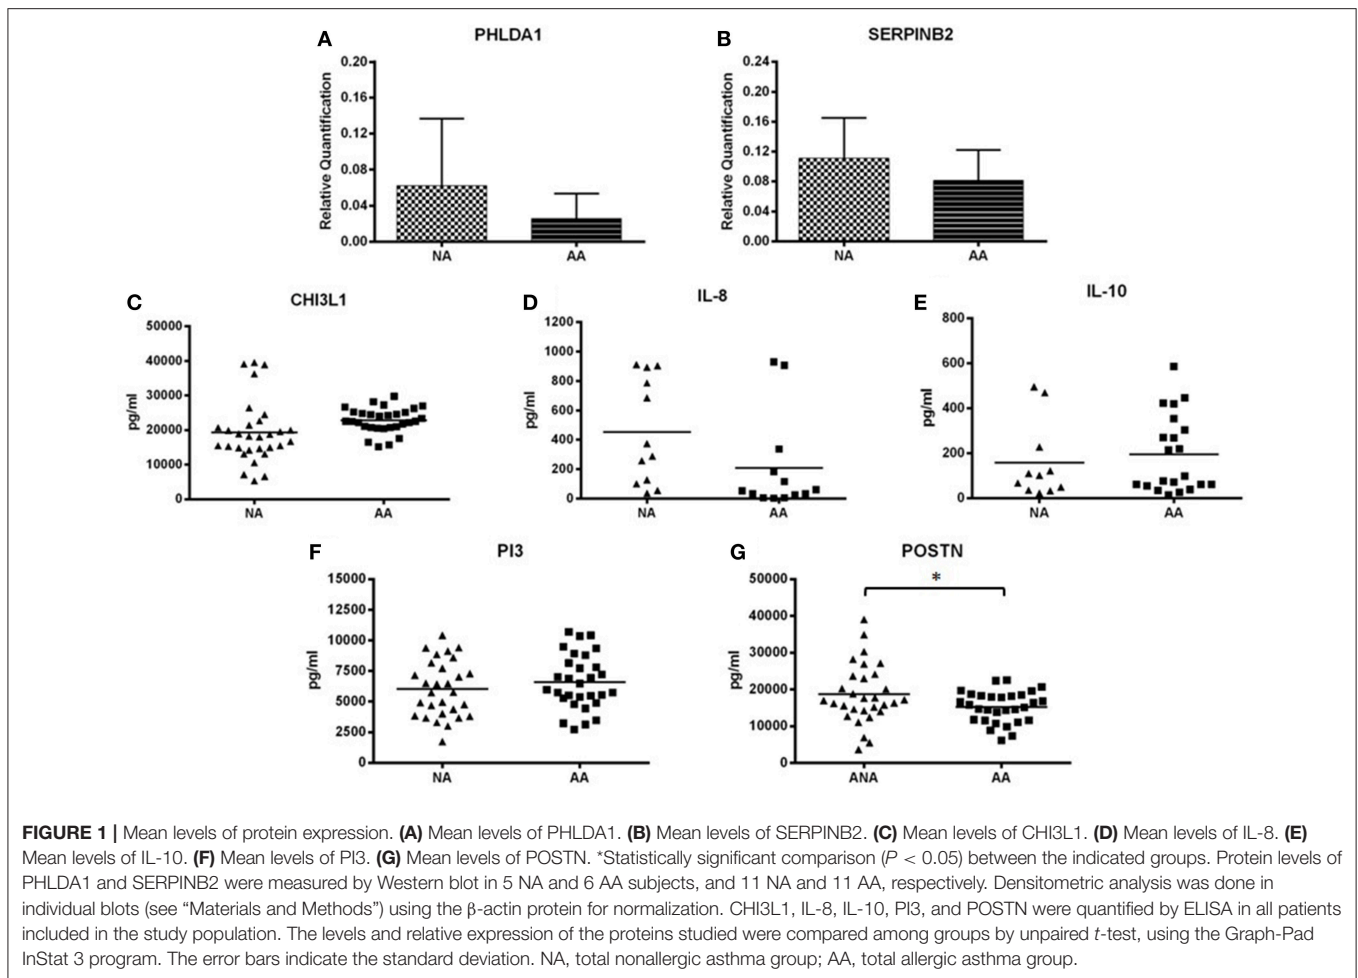 A
PHLDA1
Relative Quantification
0.20
0.16
0.12
0.08
0.04
0.00
NA AA
B
SERPINB2
Relative Quantification
0.24
0.20
0.16
0.12
0.08
0.04
0.00
NA AA
C
CHI3L1
pg/ml
50000
40000
30000
20000
10000
0
NA AA
D
IL-8
pg/ml
1200
1000
800
600
400
200
0
NA AA
E
IL-10
pg/ml
800
600
400
200
0
NA AA
F
PI3
pg/ml
15000
12500
10000
7500
5000
2500
0
NA AA
G
POSTN
pg/ml
50000
40000
30000
20000
10000
0
*
ANA AA
FIGURE 1 | Mean levels of protein expression. (A) Mean levels of PHLDA1. (B) Mean levels of SERPINB2. (C) Mean levels of CHI3L1. (D) Mean levels of IL-8. (E)
Mean levels of IL-10. (F) Mean levels of PI3. (G) Mean levels of POSTN. *Statistically significant comparison (P < 0.05) between the indicated groups. Protein levels of
PHLDA1 and SERPINB2 were measured by Western blot in 5 NA and 6 AA subjects, and 11 NA and 11 AA, respectively. Densitometric analysis was done in
individual blots (see “Materials and Methods”) using the β-actin protein for normalization. CHI3L1, IL-8, IL-10, PI3, and POSTN were quantified by ELISA in all patients
included in the study population. The levels and relative expression of the proteins studied were compared among groups by unpaired t-test, using the Graph-Pad
InStat 3 program. The error bars indicate the standard deviation. NA, total nonallergic asthma group; AA, total allergic asthma group.